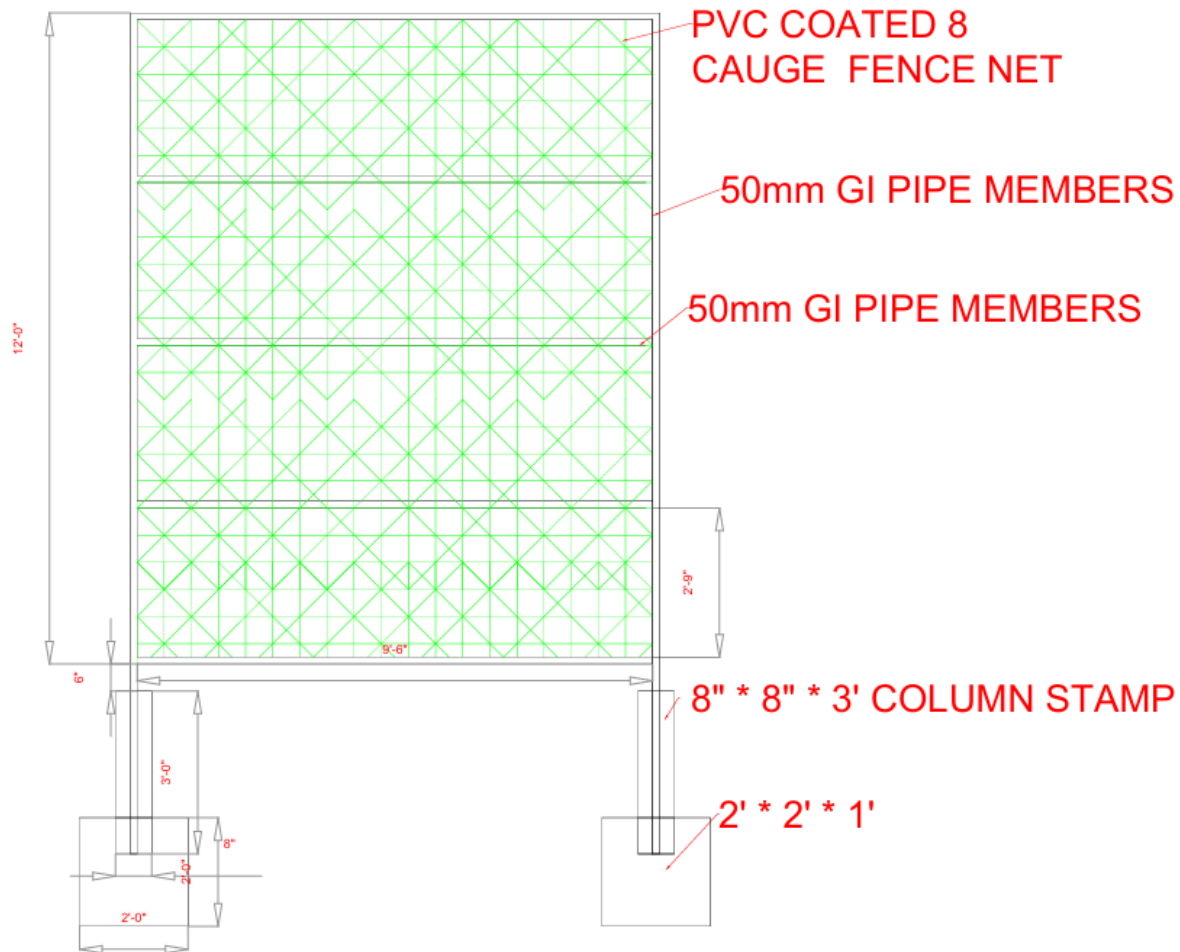 PVC COATED 8
CAUGE FENCE NET
50mm GI PIPE MEMBERS
12'-0"
50mm GI PIPE MEMBERS
2'-9"
9'-6"
6"
8" * 8" * 3' COLUMN STAMP
3'-0"
2' * 2' * 1'
8"
2'-0"
2'-0"